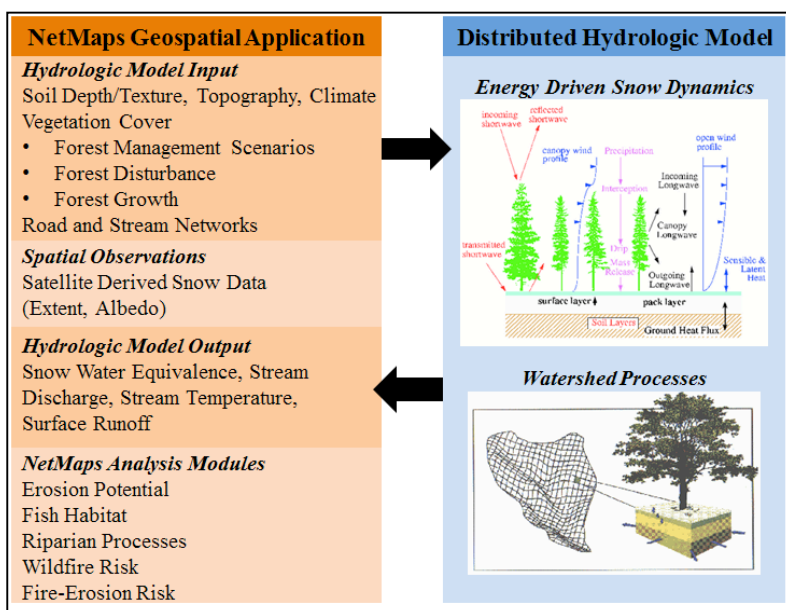 NetMaps Geospatial Application
Hydrologic Model Input
Soil Depth/Texture, Topography, Climate
Vegetation Cover
• Forest Management Scenarios
• Forest Disturbance
• Forest Growth
Road and Stream Networks
Spatial Observations
Satellite Derived Snow Data
(Extent, Albedo)
Hydrologic Model Output
Snow Water Equivalence, Stream
Discharge, Stream Temperature,
Surface Runoff
NetMaps Analysis Modules
Erosion Potential
Fish Habitat
Riparian Processes
Wildfire Risk
Fire-Erosion Risk
Distributed Hydrologic Model
Energy Driven Snow Dynamics
incoming
shortwave
reflected
shortwave
canopy wind
profile
Precipitation
open wind
profile
Interception
Incoming
Longwave
Canopy
Longwave
transmitted
shortwave
Drip
Mass
Release
Outgoing
Longwave
Sensible &
Latent
Heat
surface layer
pack layer
Soil Layers
Ground Heat Flux
Watershed Processes